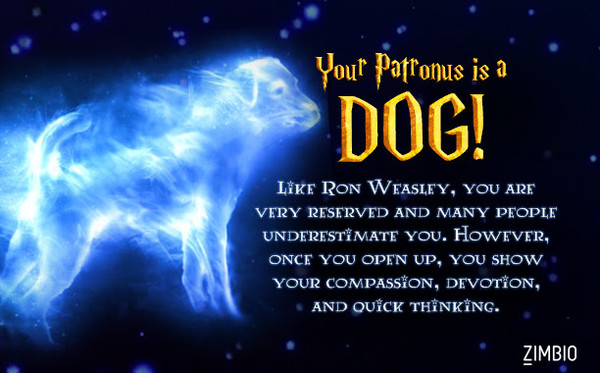 Your Patronus is a
DOG!
Like Ron Weasley, you are
very reserved and many people
underestimate you. However,
once you open up, you show
your compassion, devotion,
and quick thinking.
ZIMBIO